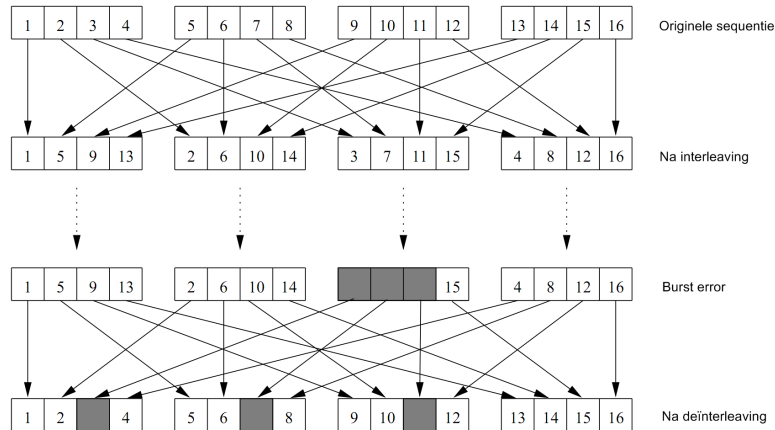 1 2 3 4 5 6 7 8 9 10 11 12 13 14 15 16 Originele sequentie
1 5 9 13 2 6 10 14 3 7 11 15 4 8 12 16 Na interleaving
1 5 9 13 2 6 10 14 15 4 8 12 16 Burst error
1 2 4 5 6 8 9 10 12 13 14 15 16 Na deïnterleaving